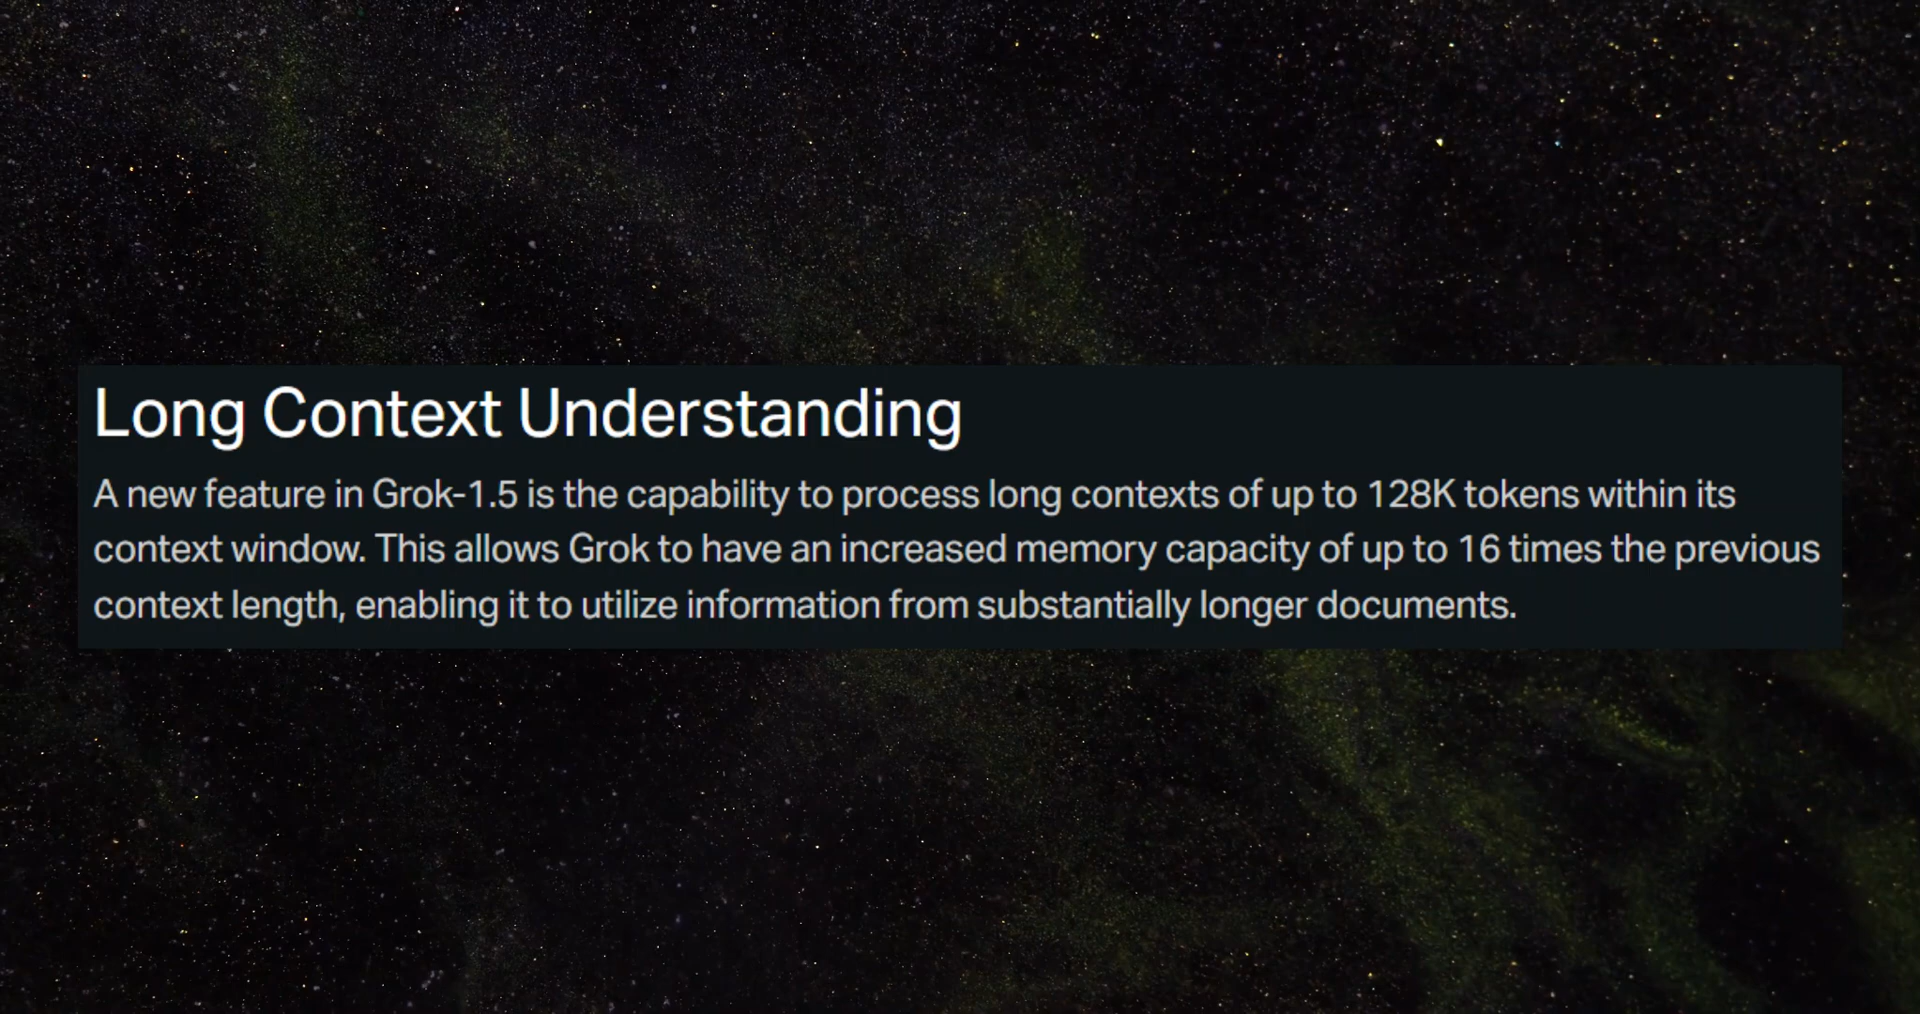 Long Context Understanding
A new feature in Grok-1.5 is the capability to process long contexts of up to 128K tokens within its
context window. This allows Grok to have an increased memory capacity of up to 16 times the previous
context length, enabling it to utilize information from substantially longer documents.